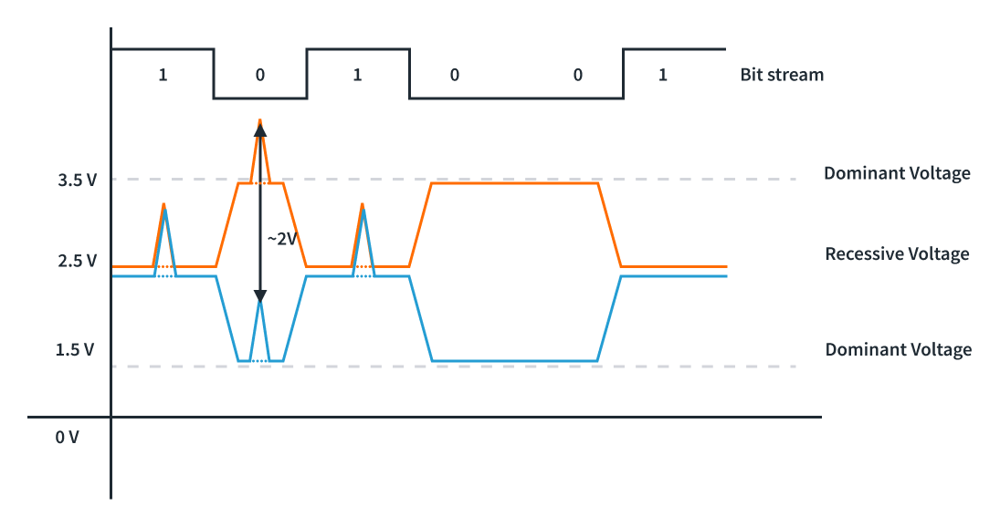 1 0 1 0 0 1 Bit stream
3.5 V Dominant Voltage
~2V
2.5 V Recessive Voltage
1.5 V Dominant Voltage
0 V